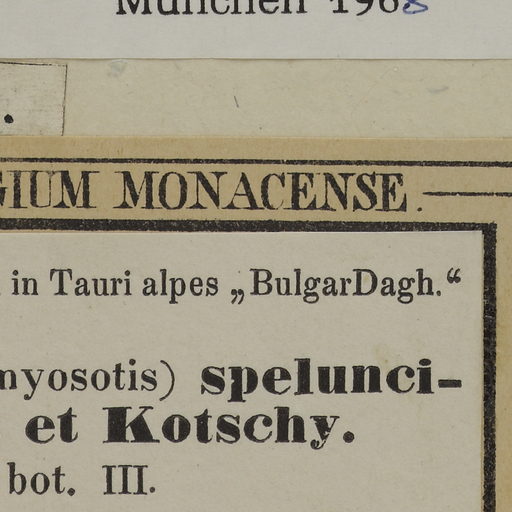 München 1968
GIUM MONACENSE.
in Tauri alpes „BulgarDagh.“
myosotis) spelunci-
et Kotschy.
bot. III.